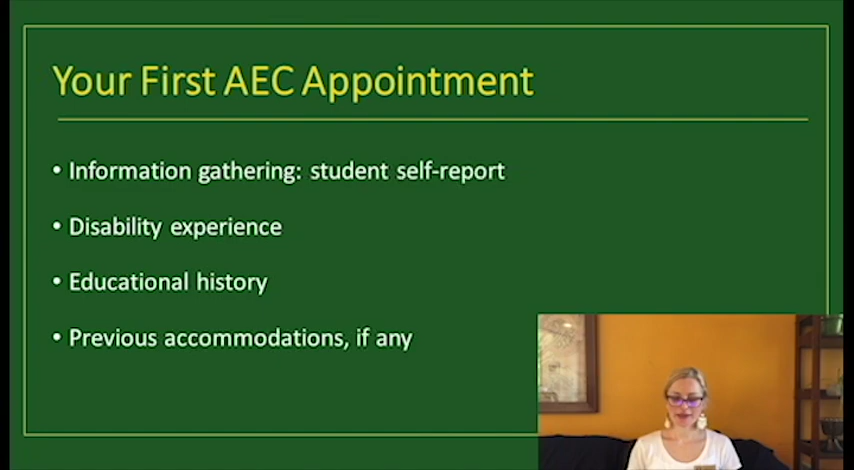 Your First AEC Appointment
• Information gathering: student self-report
• Disability experience
• Educational history
• Previous accommodations, if any